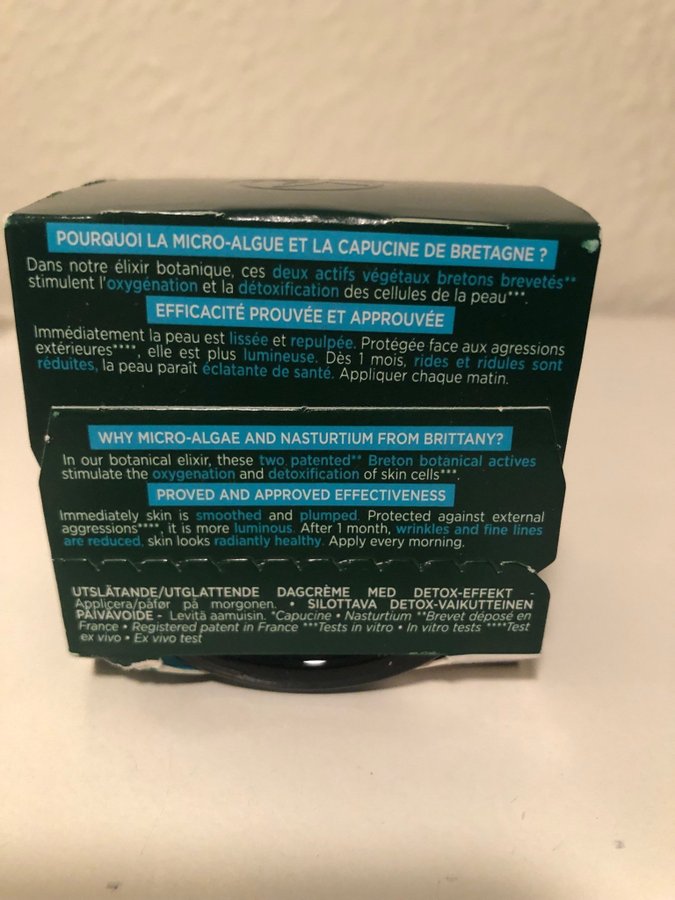 POURQUOI LA MICRO-ALGUE ET LA CAPUCINE DE BRETAGNE ?
Dans notre élixir botanique, ces deux actifs végétaux bretons brevetés**
stimulent l'oxygénation et la détoxification des cellules de la peau***.
EFFICACITÉ PROUVÉE ET APPROUVÉE
Immédiatement la peau est lissée et repulpée. Protégée face aux agressions
extérieures****, elle est plus lumineuse. Dès 1 mois, rides et ridules sont
réduites, la peau paraît éclatante de santé. Appliquer chaque matin.
WHY MICRO-ALGAE AND NASTURTIUM FROM BRITTANY?
In our botanical elixir, these two patented** Breton botanical actives
stimulate the oxygenation and detoxification of skin cells***.
PROVED AND APPROVED EFFECTIVENESS
Immediately skin is smoothed and plumped. Protected against external
aggressions****, it is more luminous. After 1 month, wrinkles and fine lines
are reduced, skin looks radiantly healthy. Apply every morning.
UTSLÄTANDE/UTGLATTENDE DAGCRÈME MED DETOX-EFFEKT -
Applicera/påfør på morgonen. • SILOTTAVA DETOX-VAIKUTTEINEN
PÄIVÄVOIDE - Levitä aamuisin. *Capucine • Nasturtium **Brevet déposé en
France • Registered patent in France ***Tests in vitro • In vitro tests ****Test
ex vivo • Ex vivo test